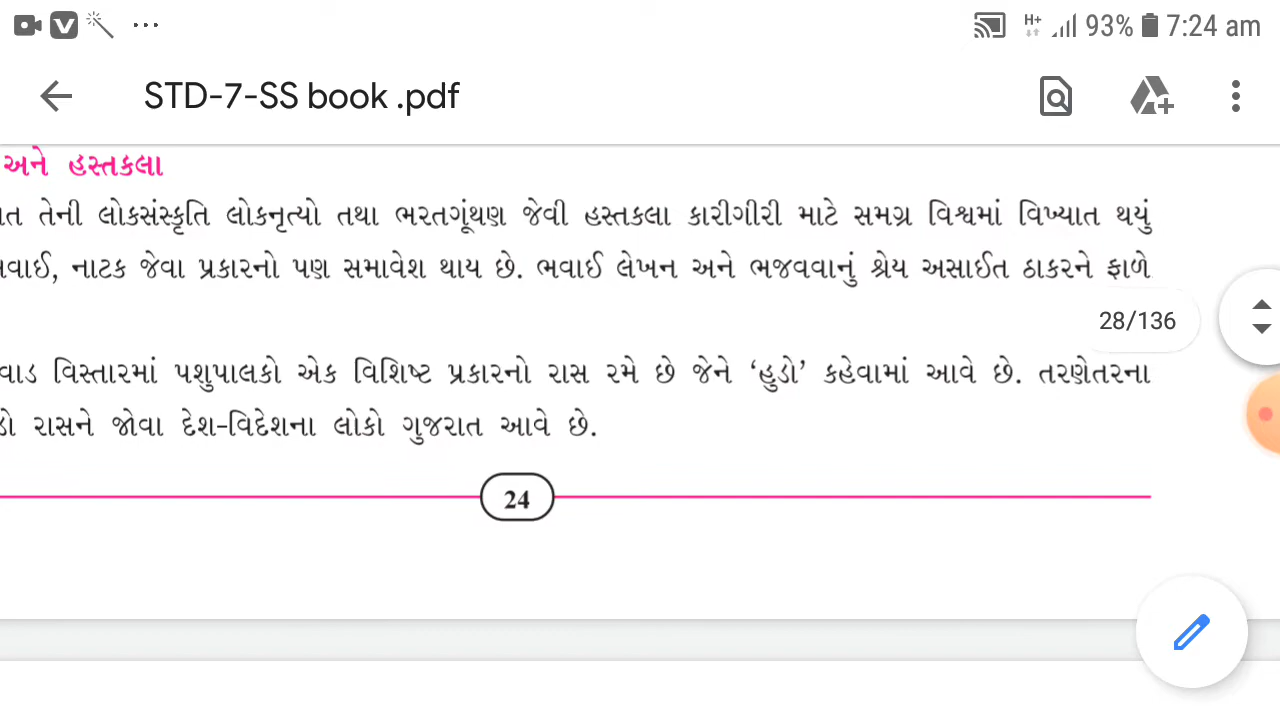 H+ 93% 7:24 am
STD-7-SS book .pdf
અને હસ્તકલા
તેની લોકસંસ્કૃતિ લોકનૃત્યો તથા ભરતગૂંથણ જેવી હસ્તકલા કારીગીરી માટે સમગ્ર વિશ્વમાં વિખ્યાત થયું
નાટક જેવા પ્રકારનો પણ સમાવેશ થાય છે. ભવાઈ લેખન અને ભજવવાનું શ્રેય અસાઈત ઠાકરને ફાળે
28/136
વિસ્તારમાં પશુપાલકો એક વિશિષ્ટ પ્રકારનો રાસ રમે છે જેને ‘હુડો’ કહેવામાં આવે છે. તરણેતરના
રાસને જોવા દેશ-વિદેશના લોકો ગુજરાત આવે છે.
24